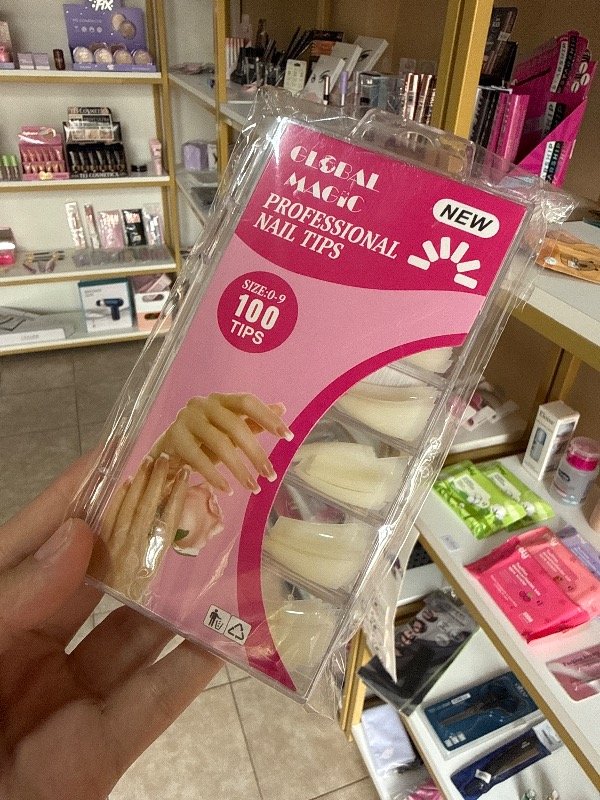 GLOBAL
MAGiC
PROFESSIONAL
NAIL TIPS
NEW
SIZE:0-9
100
TIPS